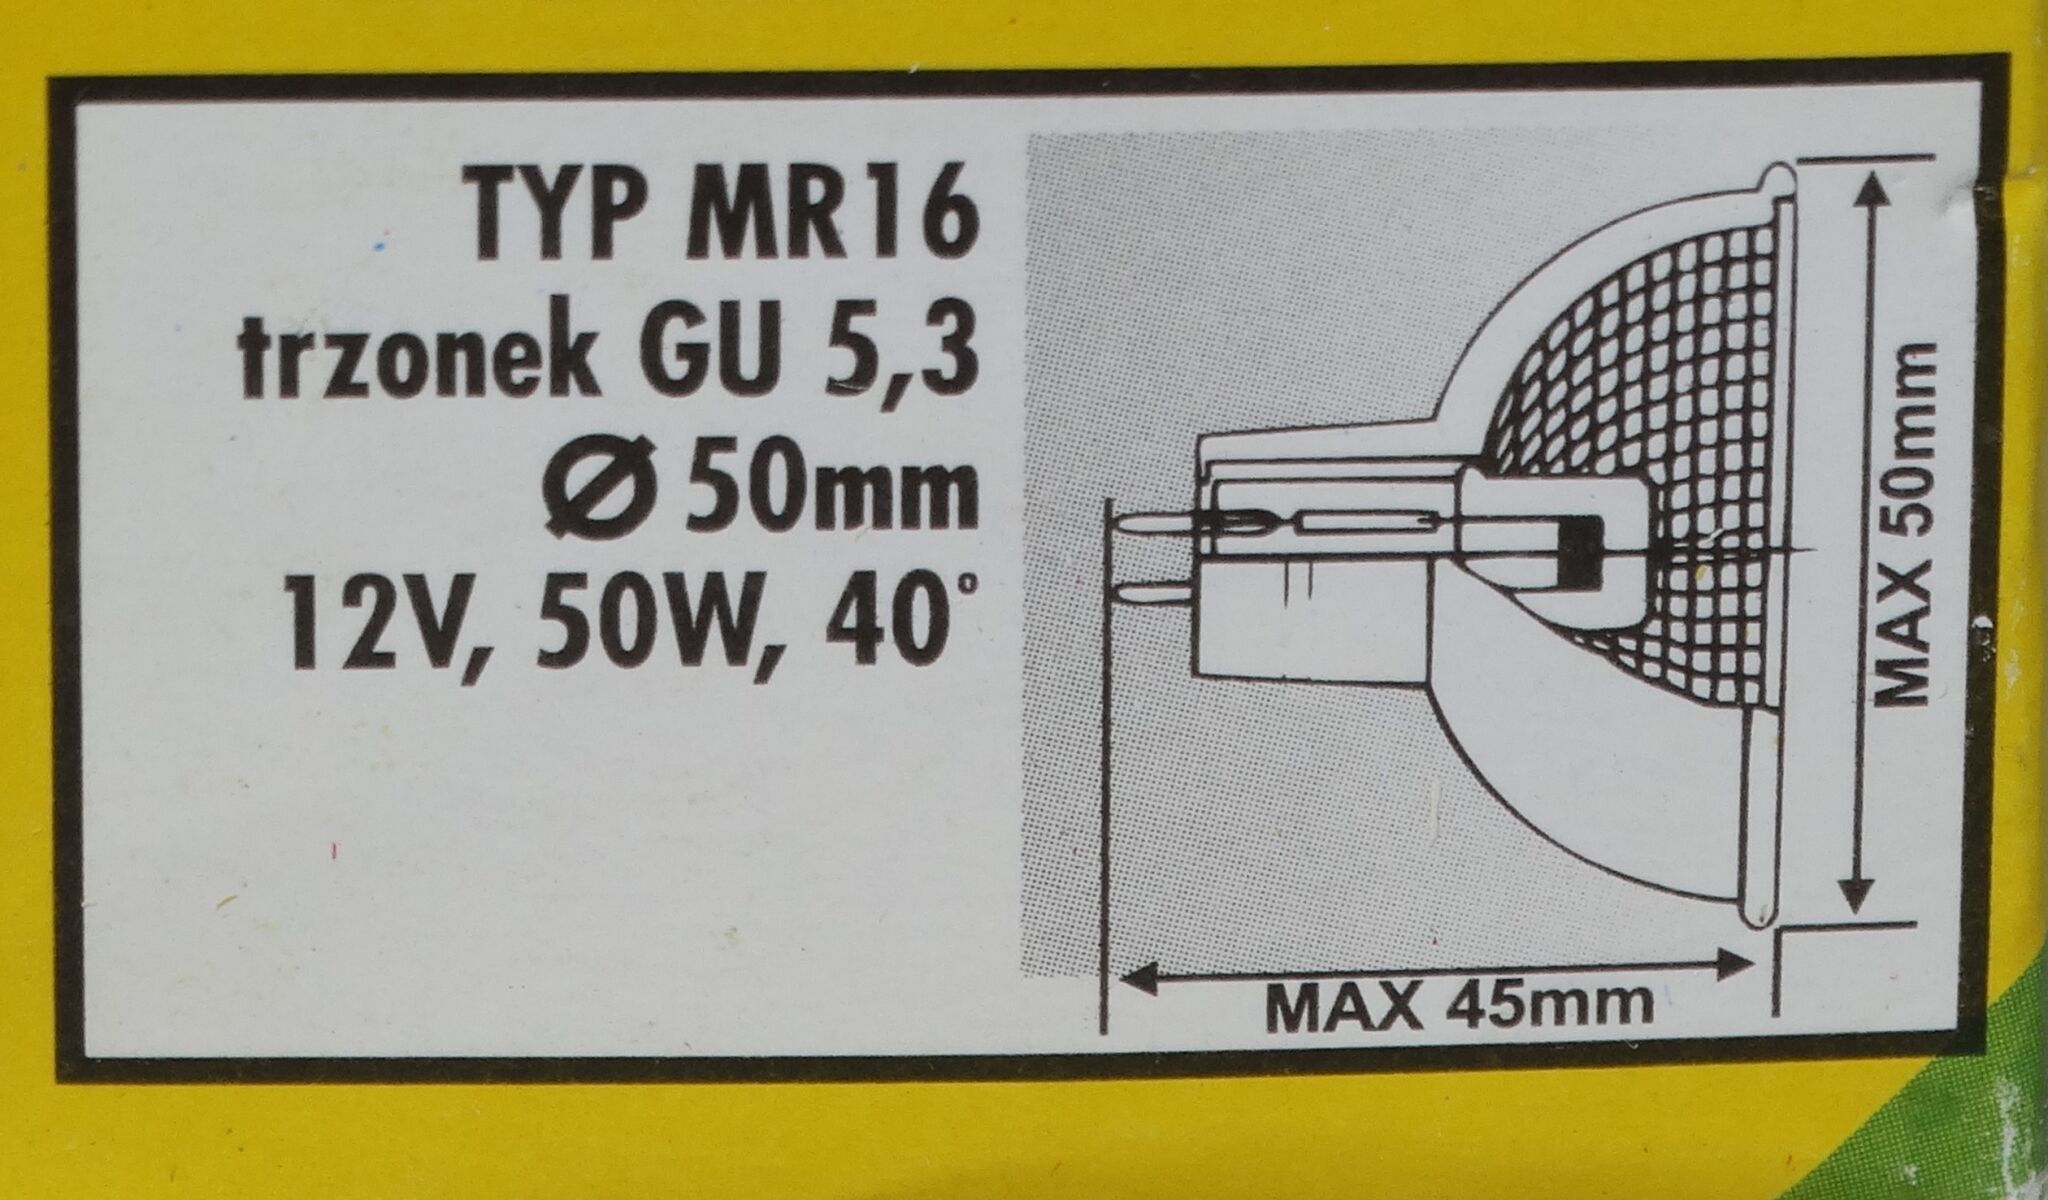 TYP MR16
trzonek GU 5,3
Ø 50mm
12V, 50W, 40°
MAX 50mm
MAX 45mm